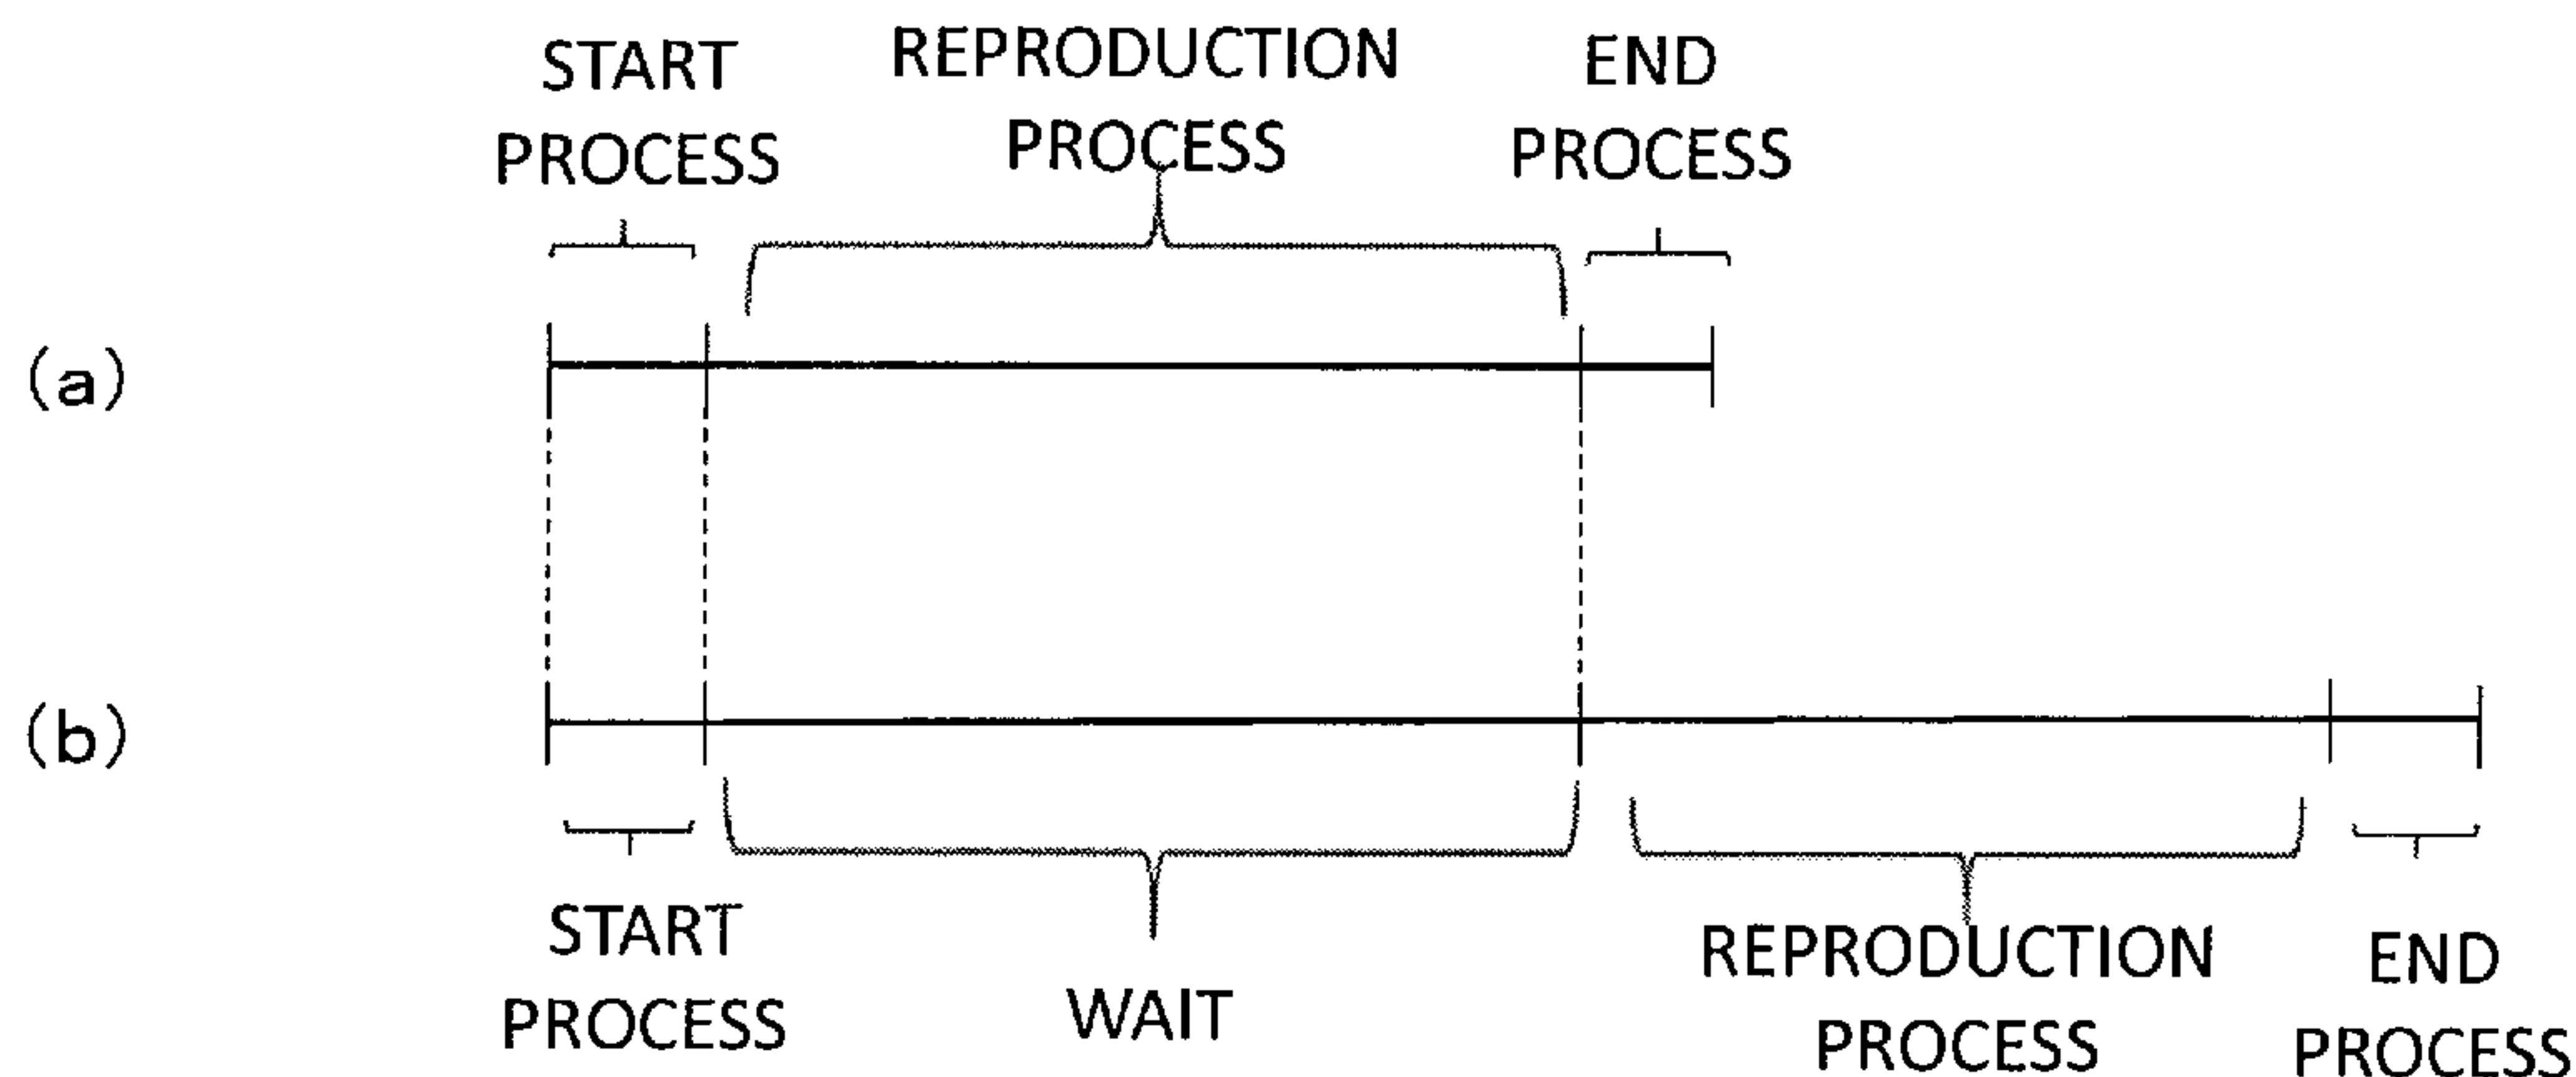 START
PROCESS
REPRODUCTION
PROCESS
END
PROCESS
(a)
(b)
START
PROCESS
WAIT
REPRODUCTION
PROCESS
END
PROCESS